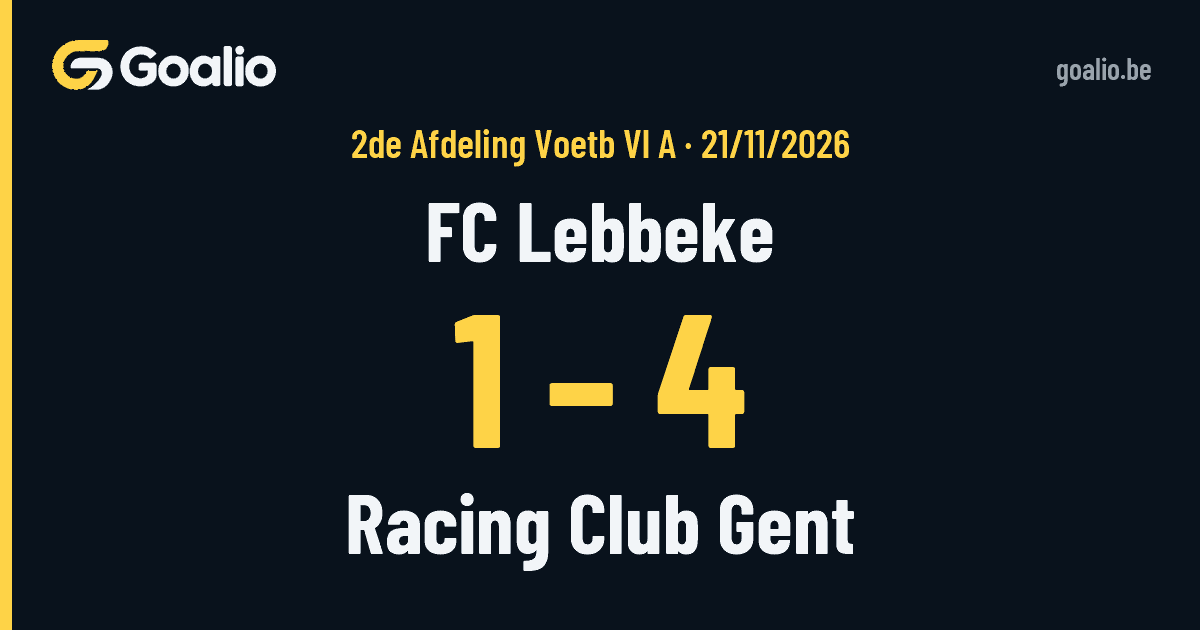 Goalio
goalio.be
2de Afdeling Voetb Vl A · 21/11/2026
FC Lebbeke
1 – 4
Racing Club Gent